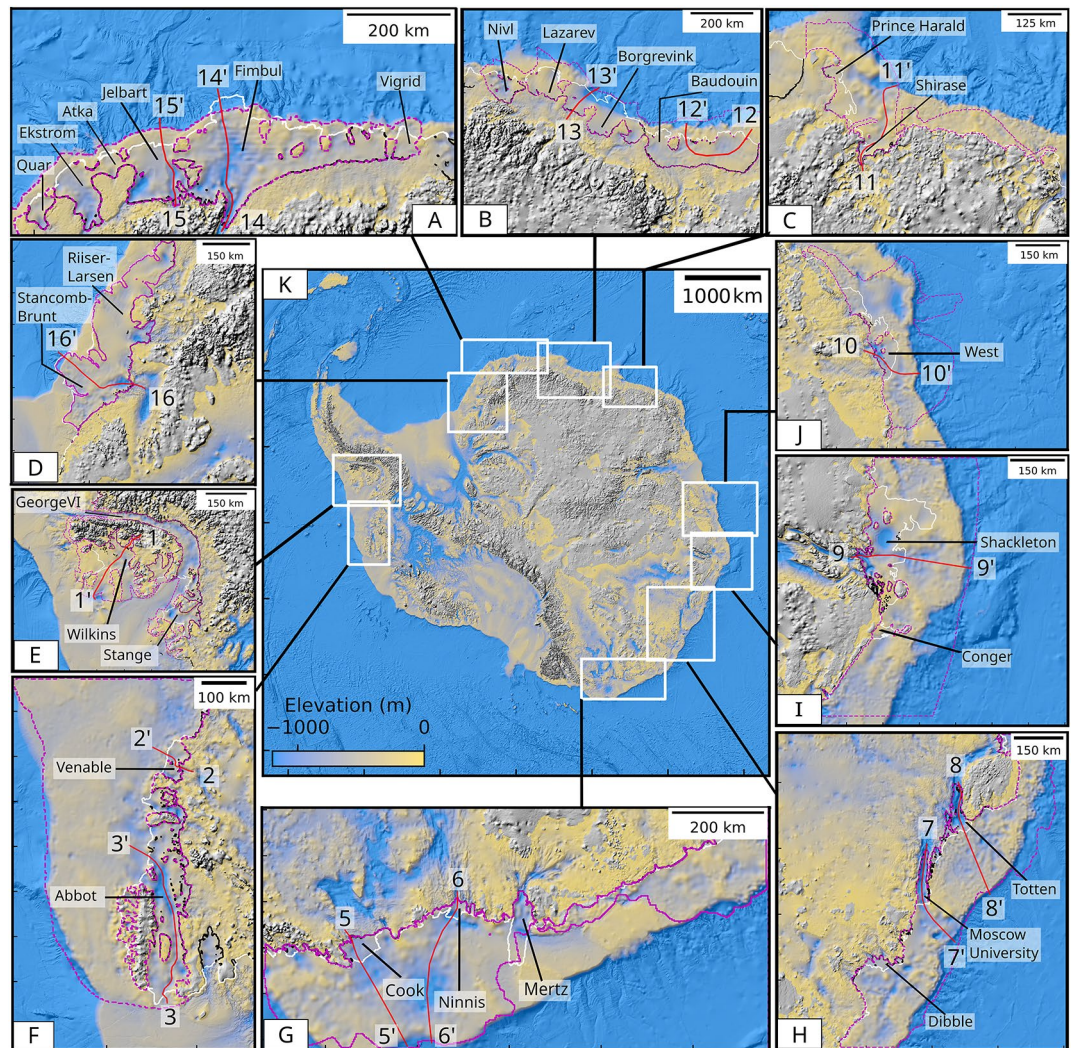 200 km
14'
Fimbul
Vigrid
Jelbart
15'
Atka
Ekstrom
Quar
15
14
A
200 km
Nivl
Lazarev
Borgrevink
13'
Baudouin
12'
12
13
B
125 km
Prince Harald
11'
Shirase
11
C
150 km
Riiser-
Larsen
Stancomb-
Brunt
16'
16
D
K
1000km
Elevation (m)
−1000
0
150 km
10
West
10'
J
GeorgeVI
150 km
1
1'
Wilkins
Stange
E
150 km
Shackleton
9
9'
Conger
I
100 km
2'
Venable
2
3'
Abbot
3
F
200 km
6
5
Cook
Ninnis
Mertz
5'
6'
G
150 km
8
7
Totten
8'
Moscow
University
7'
Dibble
H